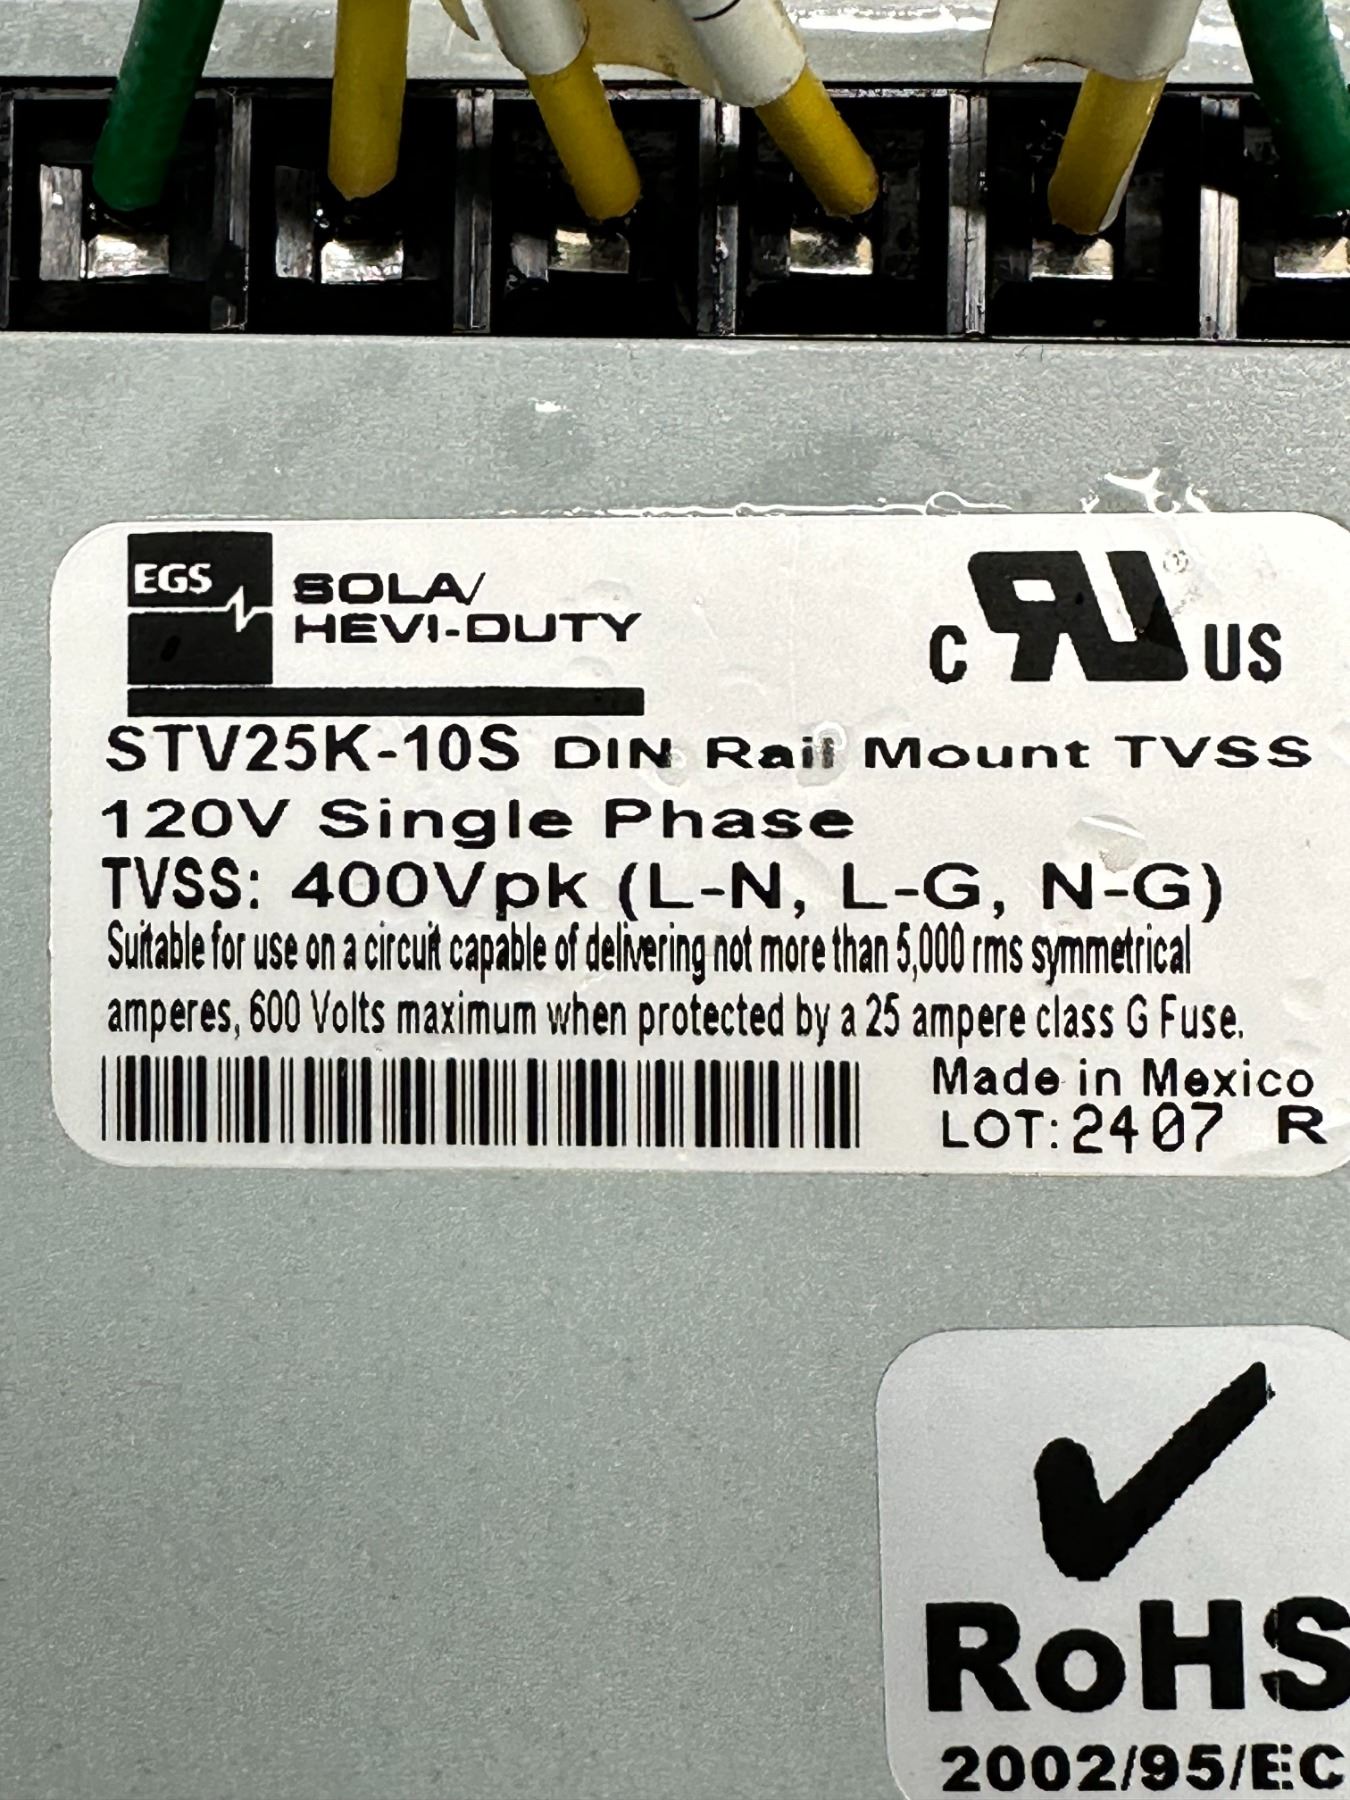 EGS
SOLA/
HEVI-DUTY
C RU ® US
STV25K-10S DIN Rail Mount TVSS
120V Single Phase
TVSS: 400Vpk (L-N, L-G, N-G)
Suitable for use on a circuit capable of delivering not more than 5,000 rms symmetrical
amperes, 600 Volts maximum when protected by a 25 ampere class G Fuse.
Made in Mexico
LOT: 2407 R
RoHS
2002/95/EC